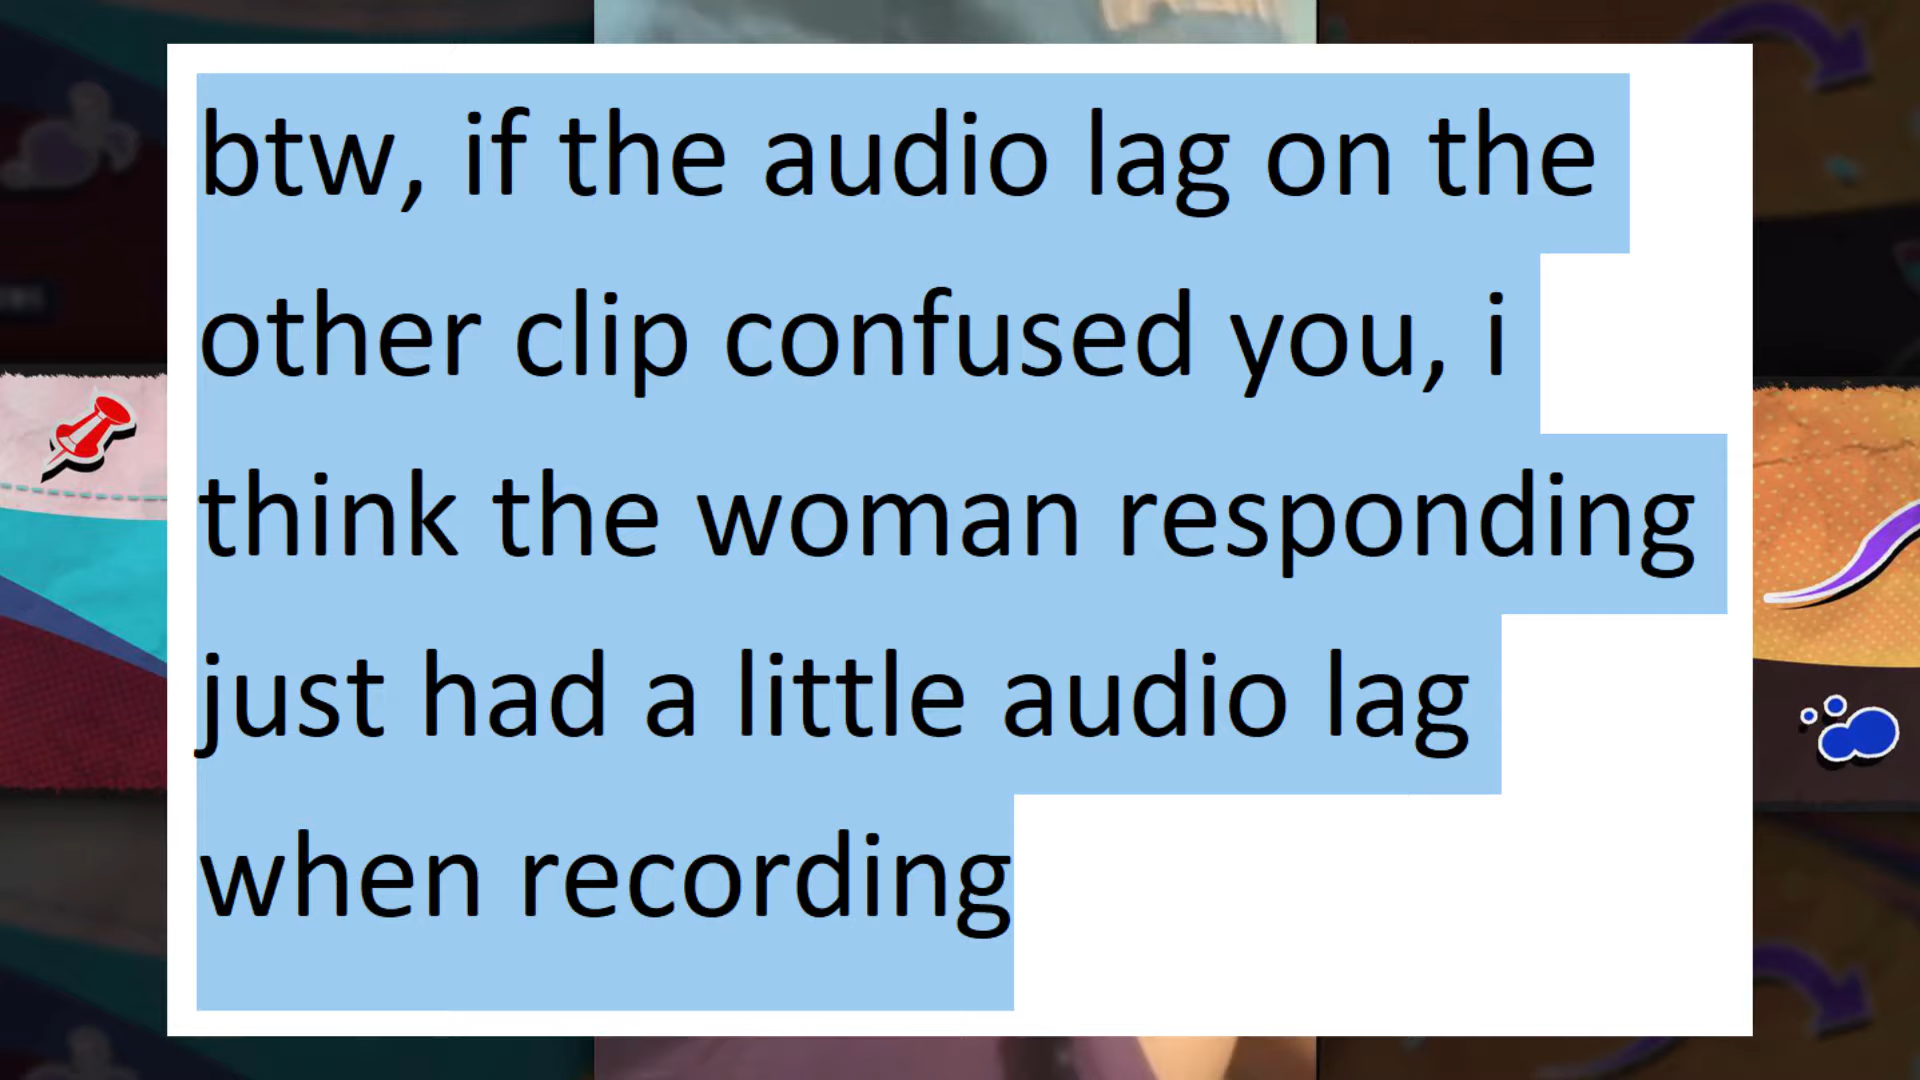 btw, if the audio lag on the
other clip confused you, i
think the woman responding
just had a little audio lag
when recording